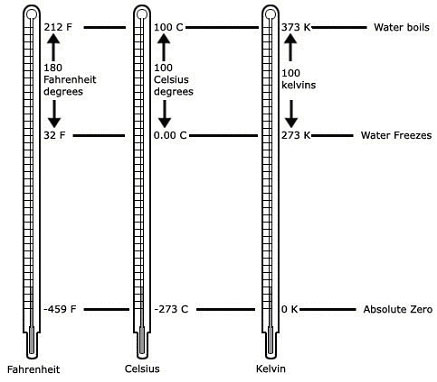 212 F 100 C 373 K Water boils
180
Fahrenheit
degrees
100
Celsius
degrees
100
kelvins
32 F 0.00 C 273 K Water Freezes
-459 F -273 C 0 K Absolute Zero
Fahrenheit Celsius Kelvin